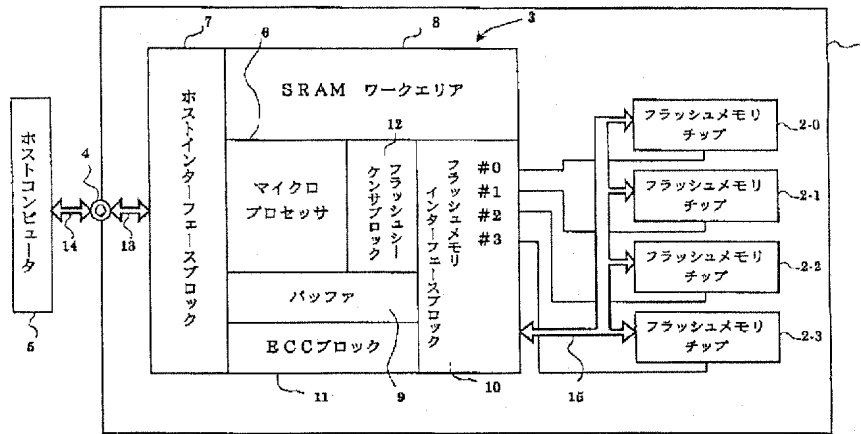 7
8
3
6
SRAM ワークエリア
ホストコンピュータ
5
14
4
13
ホストインターフェースブロック
マイクロ
プロセッサ
12
フラッシュシー
ケンサブロック
フラッシュメモリ
インターフェースブロック
#0
#1
#2
#3
バッファ
ECCブロック
11
9
10
15
フラッシュメモリ
チップ
2-0
フラッシュメモリ
チップ
2-1
フラッシュメモリ
チップ
2-2
フラッシュメモリ
チップ
2-3